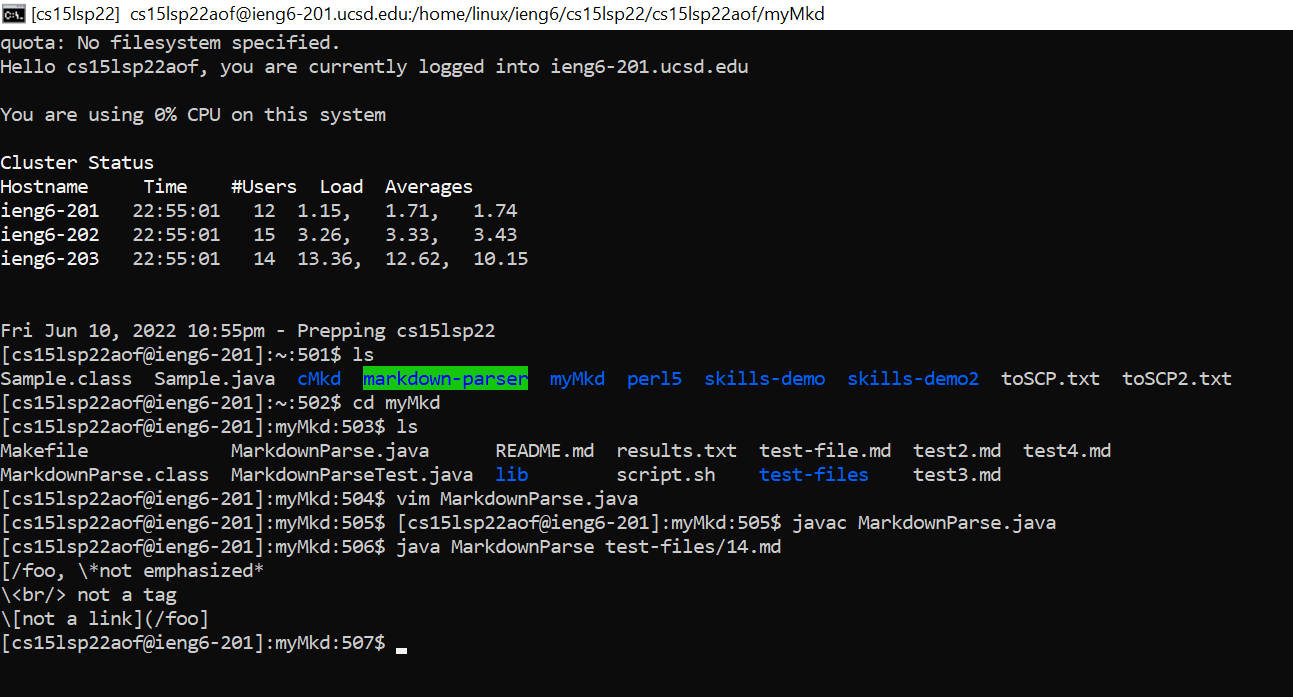 [cs15lsp22] cs15lsp22aof@ieng6-201.ucsd.edu:/home/linux/ieng6/cs15lsp22/cs15lsp22aof/myMkd
quota: No filesystem specified.
Hello cs15lsp22aof, you are currently logged into ieng6-201.ucsd.edu
You are using 0% CPU on this system
Cluster Status
Hostname     Time    #Users  Load  Averages
ieng6-201   22:55:01   12  1.15,   1.71,   1.74
ieng6-202   22:55:01   15  3.26,   3.33,   3.43
ieng6-203   22:55:01   14  13.36,  12.62,  10.15
Fri Jun 10, 2022 10:55pm - Prepping cs15lsp22
[cs15lsp22aof@ieng6-201]:~:501$ ls
Sample.class  Sample.java  cMkd  markdown-parser  myMkd  perl5  skills-demo  skills-demo2  toSCP.txt  toSCP2.txt
[cs15lsp22aof@ieng6-201]:~:502$ cd myMkd
[cs15lsp22aof@ieng6-201]:myMkd:503$ ls
Makefile             MarkdownParse.java      README.md  results.txt  test-file.md  test2.md  test4.md
MarkdownParse.class  MarkdownParseTest.java  lib        script.sh    test-files    test3.md
[cs15lsp22aof@ieng6-201]:myMkd:504$ vim MarkdownParse.java
[cs15lsp22aof@ieng6-201]:myMkd:505$ [cs15lsp22aof@ieng6-201]:myMkd:505$ javac MarkdownParse.java
[cs15lsp22aof@ieng6-201]:myMkd:506$ java MarkdownParse test-files/14.md
[/foo, \*not emphasized*
\<br/> not a tag
\[not a link](/foo]
[cs15lsp22aof@ieng6-201]:myMkd:507$